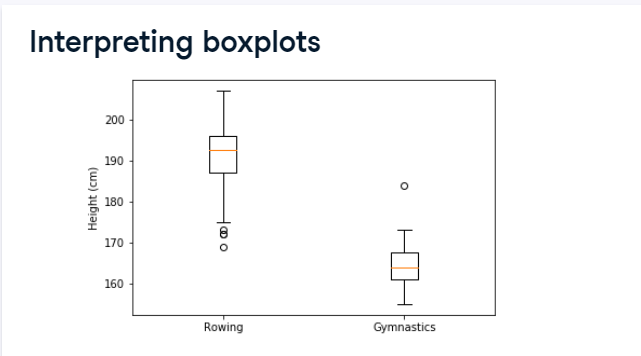 Interpreting boxplots
Height (cm)
200
190
180
170
160
Rowing Gymnastics